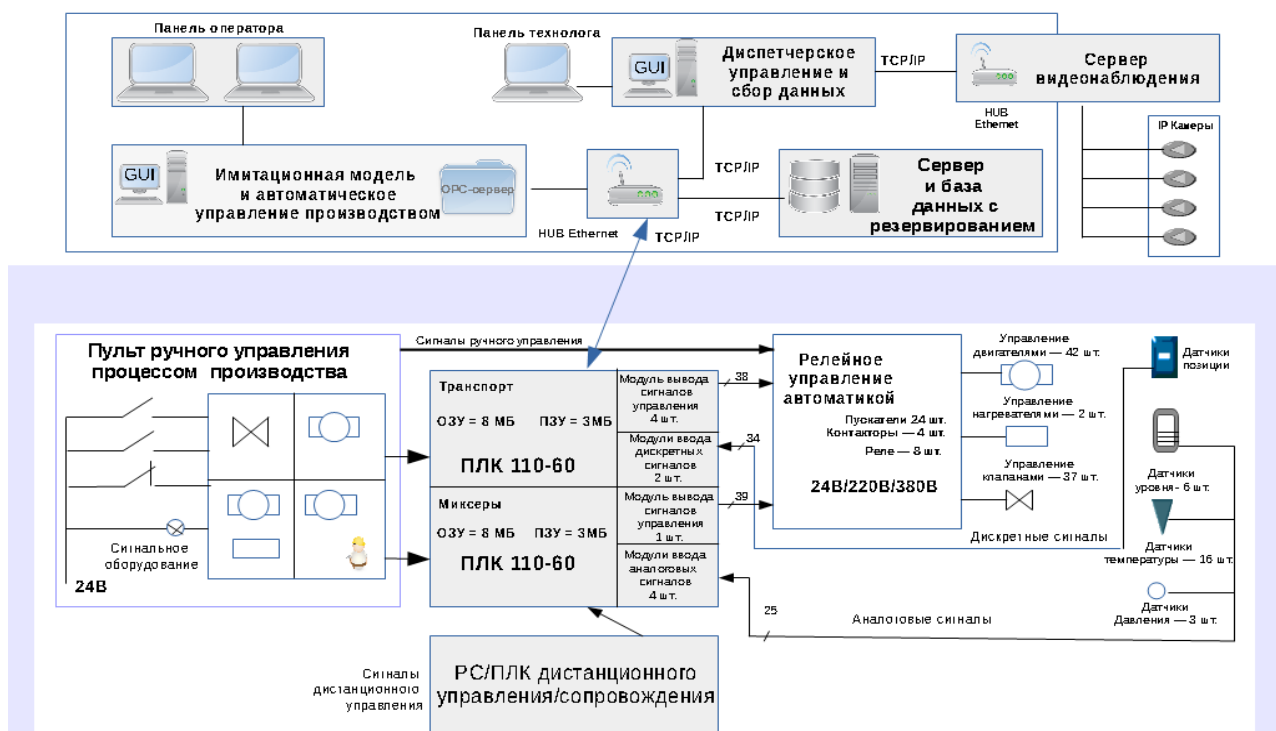 Панель оператора
Панель технолога
GUI
Диспетчерское
управление и
сбор данных
TCP/IP
Сервер
видеонаблюдения
HUB
Ethernet
IP Камеры
GUI
Имитационная модель
и автоматическое
управление производством
OPC-сервер
HUB Ethernet
TCP/IP
TCP/IP
TCP/IP
Сервер
и база
данных с
резервированием
Пульт ручного управления
процессом производства
Сигнальное
оборудование
24В
Сигналы ручного управления
Транспорт
ОЗУ = 8 МБ ПЗУ = 3МБ
ПЛК 110-60
Миксеры
ОЗУ = 8 МБ ПЗУ = 3МБ
ПЛК 110-60
Модуль вывода
сигналов
управления
4 шт.
Модули ввода
дискретных
сигналов
2 шт.
Модуль вывода
сигналов
управления
1 шт.
Модули ввода
аналоговых
сигналов
4 шт.
38
34
39
25
Релейное
управление
автоматикой
Пускатели 24 шт.
Контакторы — 4 шт.
Реле — 8 шт.
24В/220В/380В
Управление
двигателями — 42 шт.
Управление
нагревателями — 2 шт.
Управление
клапанами — 37 шт.
Дискретные сигналы
Аналоговые сигналы
Датчики
позиции
Датчики
уровня- 6 шт.
Датчики
температуры — 16 шт.
Датчики
Давления — 3 шт.
Сигналы
дистанционного
управления
РС/ПЛК дистанционного
управления/сопровождения